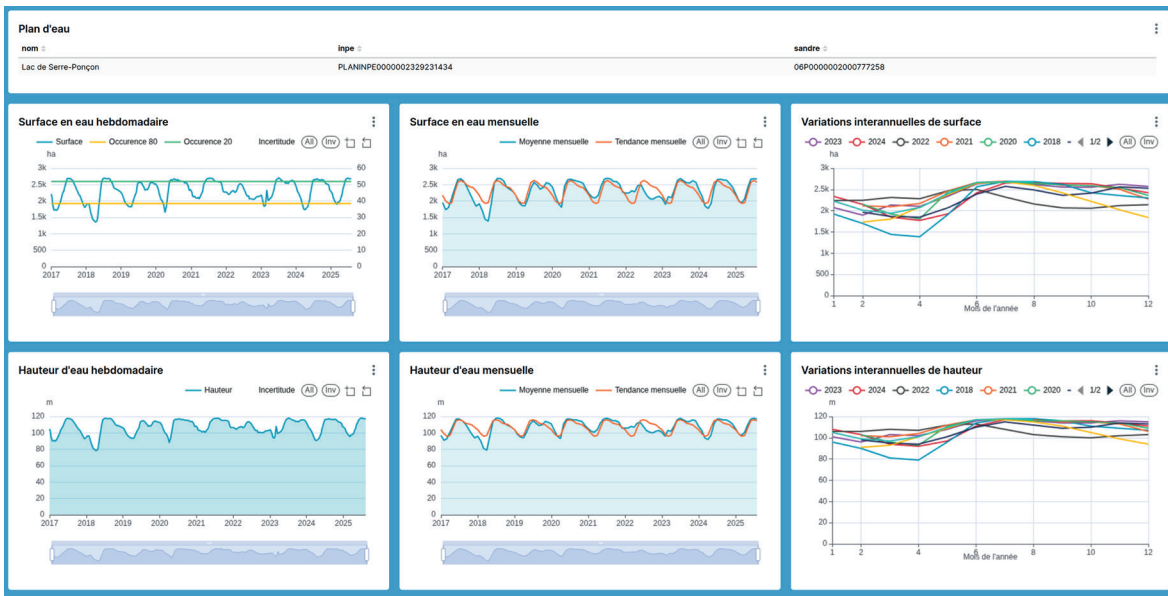 Plan d'eau
nom inpe sandre
Lac de Serre-Ponçon PLANINPE0000002329231434 06P0000002000777258
Surface en eau hebdomadaire
Surface Occurence 80 Occurence 20 Incertitude All Inv
ha
3k 60
2.5k 50
2k 40
1.5k 30
1k 20
500 10
0 0
2017 2018 2019 2020 2021 2022 2023 2024 2025
Surface en eau mensuelle
Moyenne mensuelle Tendance mensuelle All Inv
ha
3k
2.5k
2k
1.5k
1k
500
0
2017 2018 2019 2020 2021 2022 2023 2024 2025
Variations interannuelles de surface
2023 2024 2022 2021 2020 2018 1/2 All Inv
ha
3k
2.5k
2k
1.5k
1k
500
0
1 2 4 6 8 10 12
Mois de l'année
Hauteur d'eau hebdomadaire
Hauteur Incertitude All Inv
m
120
100
80
60
40
20
0
2017 2018 2019 2020 2021 2022 2023 2024 2025
Hauteur d'eau mensuelle
Moyenne mensuelle Tendance mensuelle All Inv
m
120
100
80
60
40
20
0
2017 2018 2019 2020 2021 2022 2023 2024 2025
Variations interannuelles de hauteur
2023 2024 2022 2018 2021 2020 1/2 All Inv
m
120
100
80
60
40
20
0
1 2 4 6 8 10 12
Mois de l'année